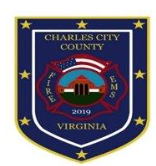 CHARLES CITY
COUNTY
FIRE
EMS
2019
VIRGINIA